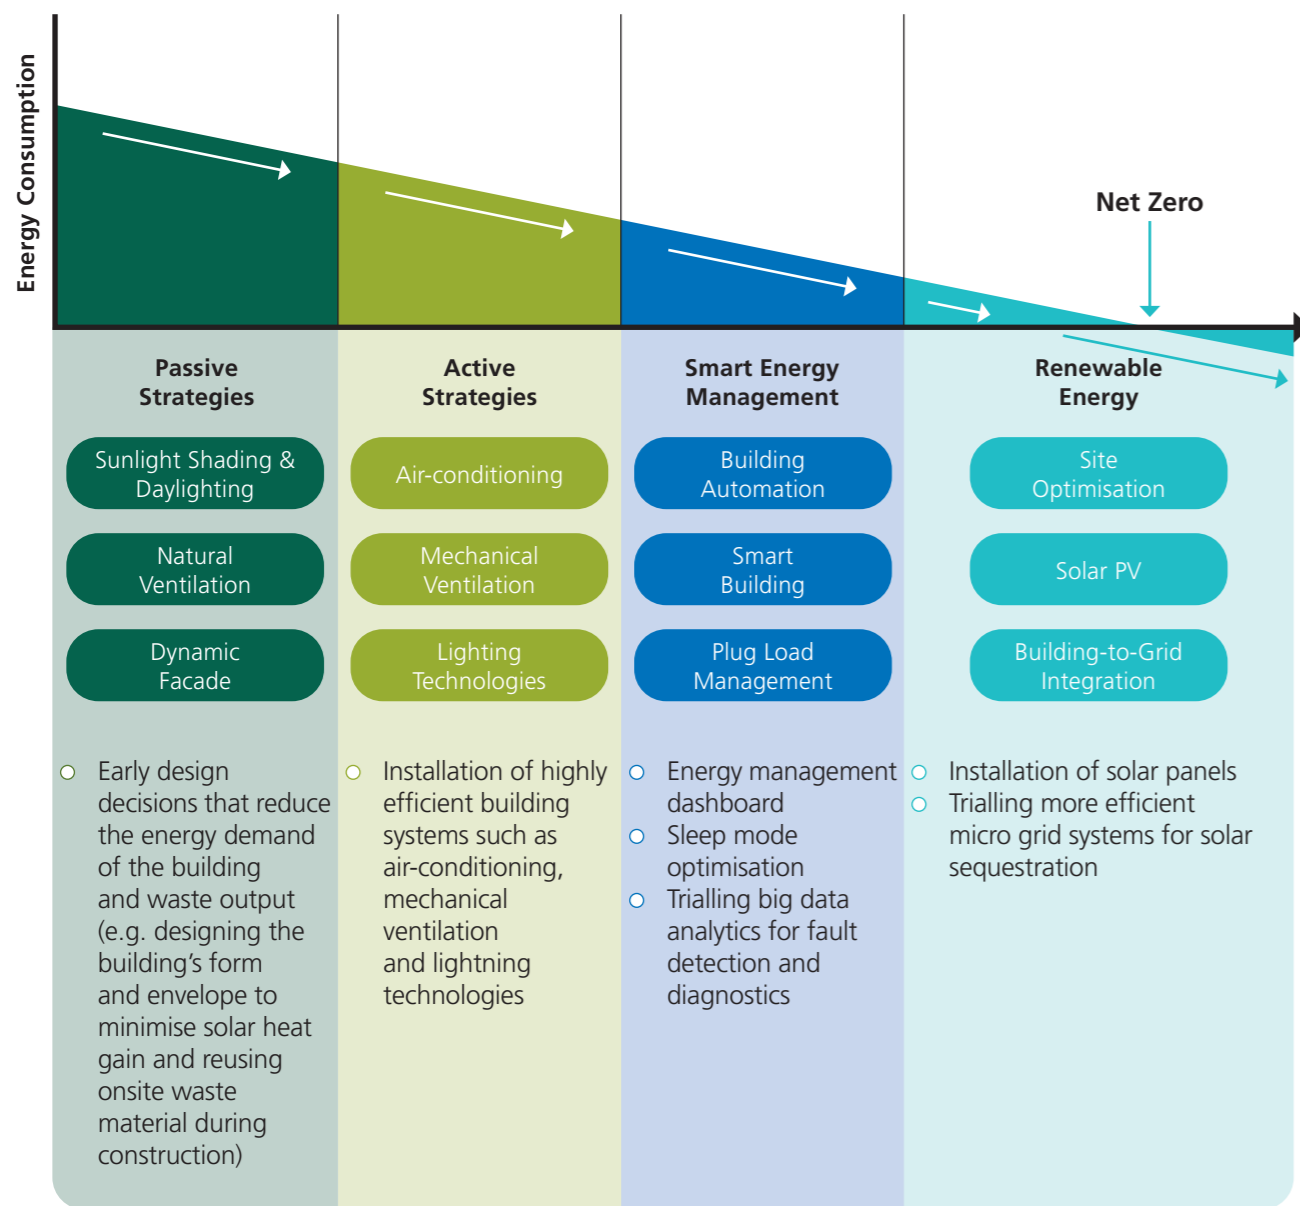 Energy Consumption
Net Zero
Passive
Strategies
Sunlight Shading &
Daylighting
Natural
Ventilation
Dynamic
Facade
Early design
decisions that reduce
the energy demand
of the building
and waste output
(e.g. designing the
building's form
and envelope to
minimise solar heat
gain and reusing
onsite waste
material during
construction)
Active
Strategies
Air-conditioning
Mechanical
Ventilation
Lighting
Technologies
Installation of highly
efficient building
systems such as
air-conditioning,
mechanical
ventilation
and lightning
technologies
Smart Energy
Management
Building
Automation
Smart
Building
Plug Load
Management
Energy management
dashboard
Sleep mode
optimisation
Trialling big data
analytics for fault
detection and
diagnostics
Renewable
Energy
Site
Optimisation
Solar PV
Building-to-Grid
Integration
Installation of solar panels
Trialling more efficient
micro grid systems for solar
sequestration